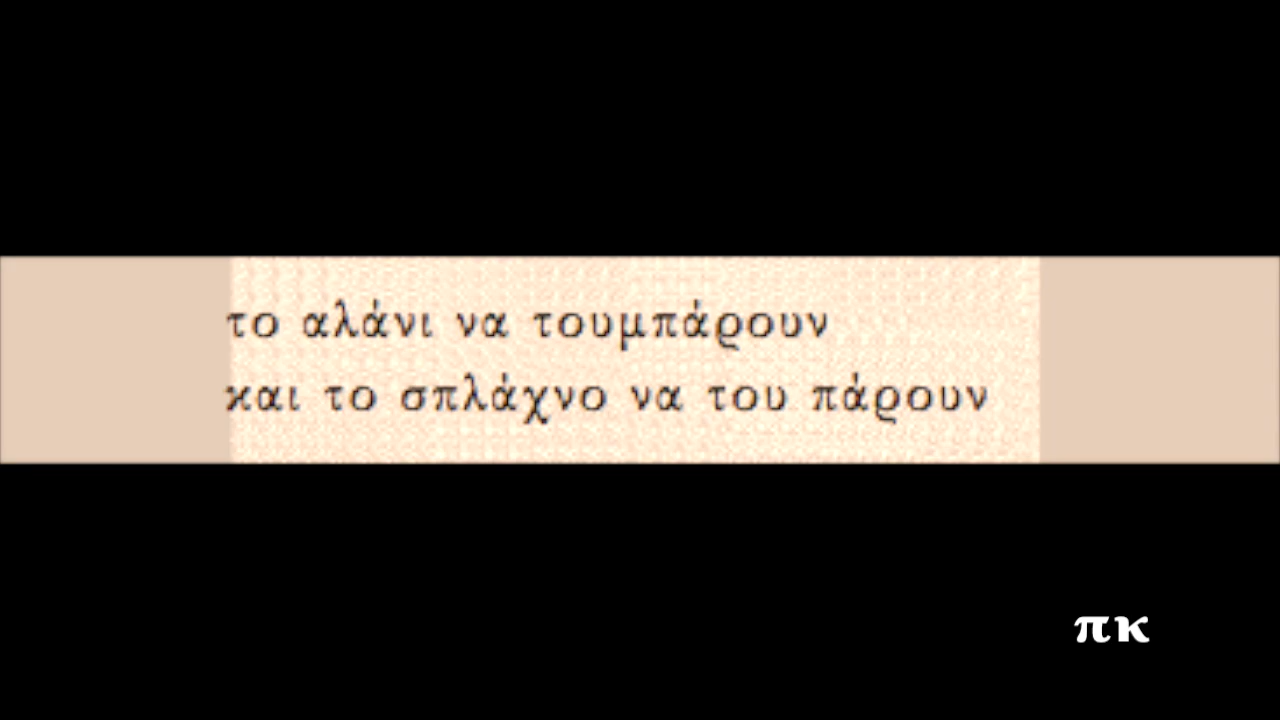 το αλάνι να τουμπάρουν
και το σπλάχνο να του πάρουν
πκ